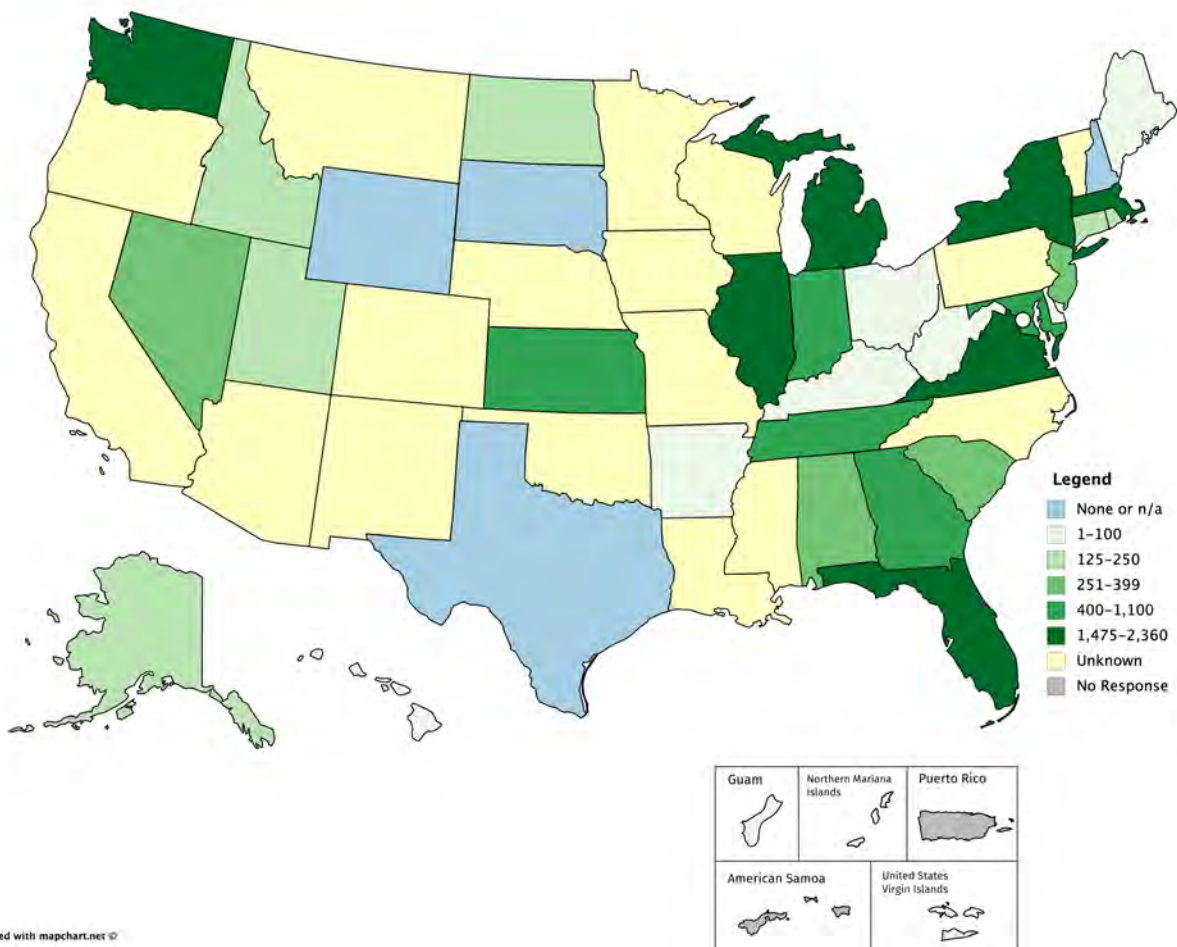 Legend
None or n/a
1–100
125–250
251–399
400–1,100
1,475–2,360
Unknown
No Response
Guam
Northern Mariana
Islands
Puerto Rico
American Samoa
United States
Virgin Islands
ed with mapchart.net ©